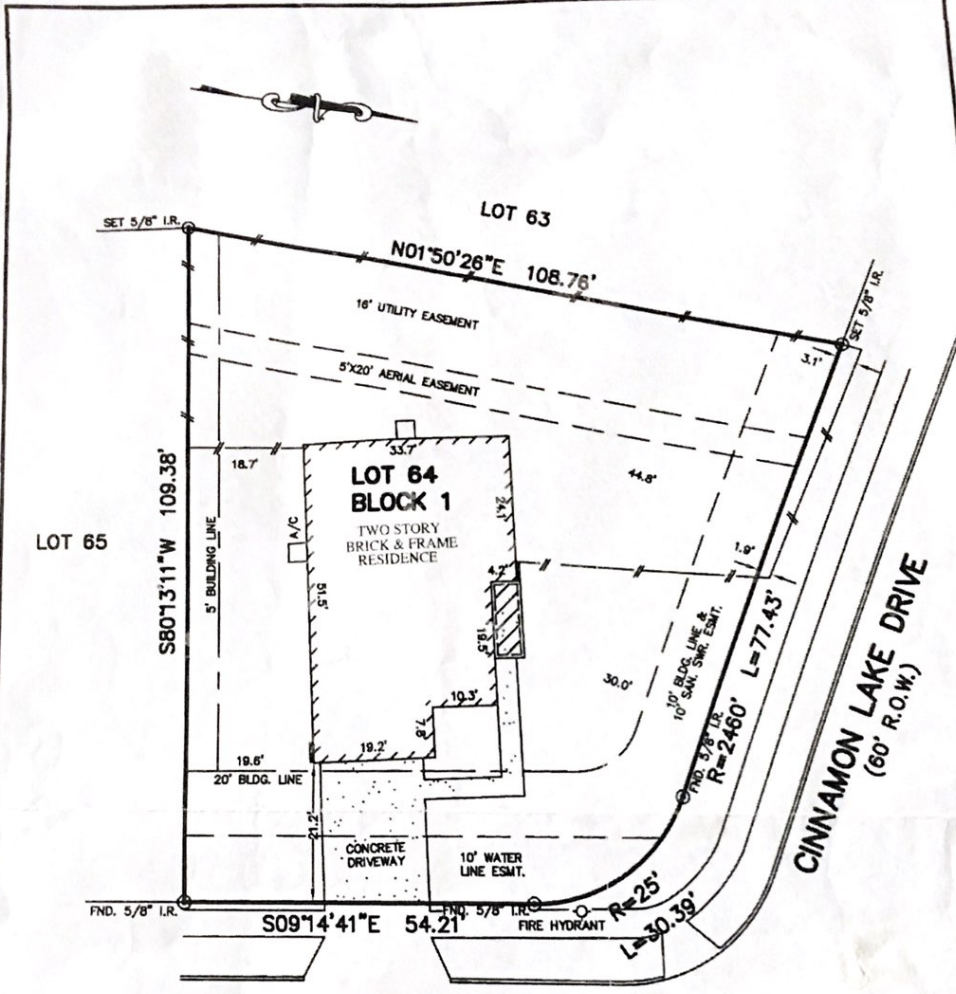 LOT 63
SET 5/8" I.R.
N01°50'26"E 108.76'
SET 5/8" I.R.
16' UTILITY EASEMENT
3.1'
5'X20' AERIAL EASEMENT
33.7'
18.7'
LOT 64
BLOCK 1
TWO STORY
BRICK & FRAME
RESIDENCE
24.1'
44.8'
A/C
LOT 65
S80°13'11"W 109.38'
5' BUILDING LINE
51.5'
4.2'
19.5'
1.9'
10' BLDG. LINE &
10' SAN. SWR. ESMT.
L=77.43'
R=2460'
FND. 5/8" I.R.
CINNAMON LAKE DRIVE
(60' R.O.W.)
30.0'
10.3'
7.8'
19.2'
19.6'
20' BLDG. LINE
21.2'
CONCRETE
DRIVEWAY
10' WATER
LINE ESMT.
FND. 5/8" I.R.
FND. 5/8" I.R.
S09°14'41"E 54.21'
FIRE HYDRANT
R=25'
L=30.39'